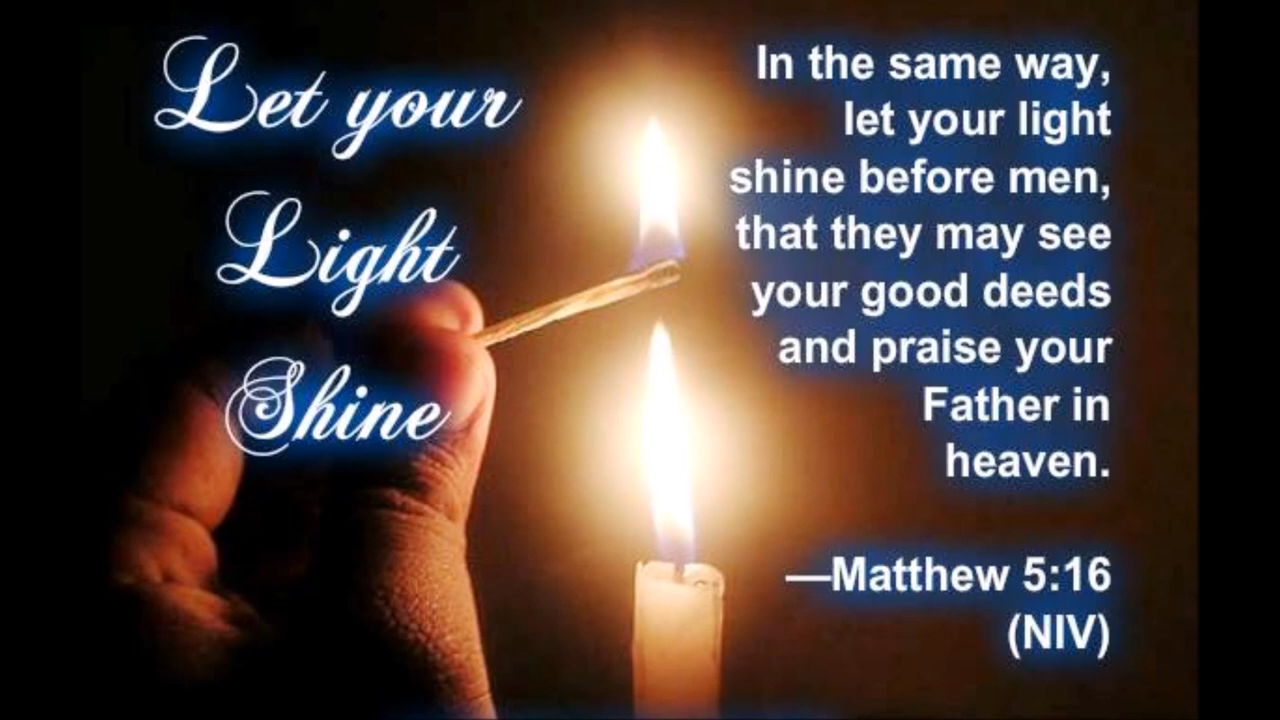 Let your
Light
Shine
In the same way,
let your light
shine before men,
that they may see
your good deeds
and praise your
Father in
heaven.
—Matthew 5:16
(NIV)